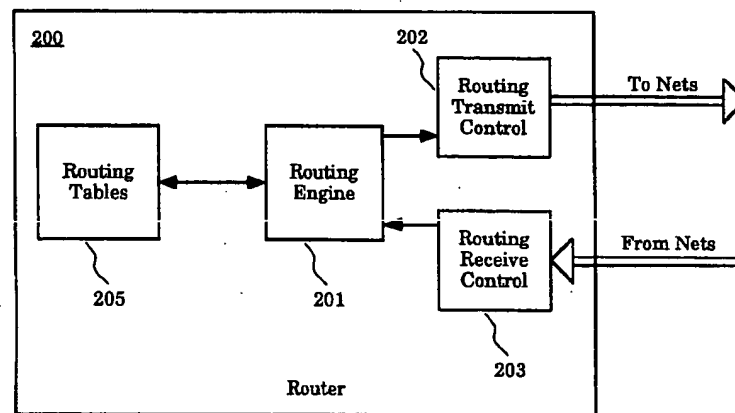 200
202
Routing
Transmit
Control
To Nets
Routing
Tables
Routing
Engine
Routing
Receive
Control
From Nets
205
201
203
Router